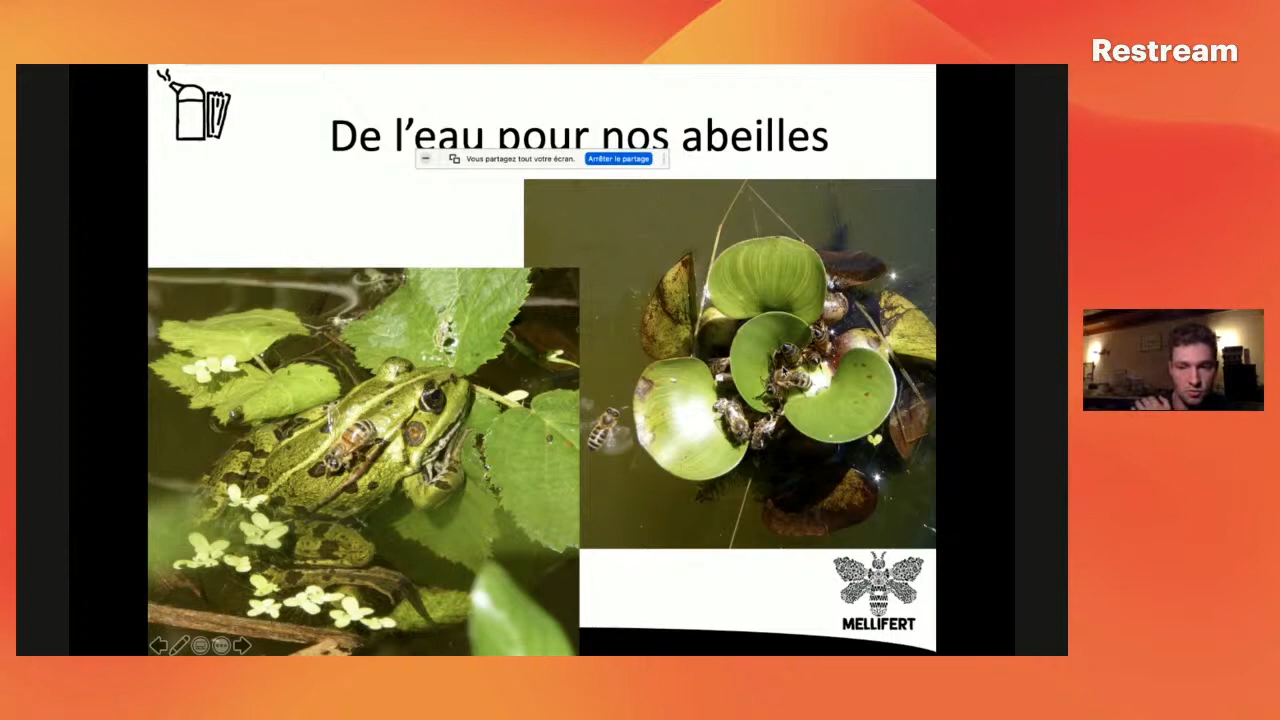 Restream
De l’eau pour nos abeilles
Vous partagez tout votre écran.
Arrêter le partage
MELLIFERT